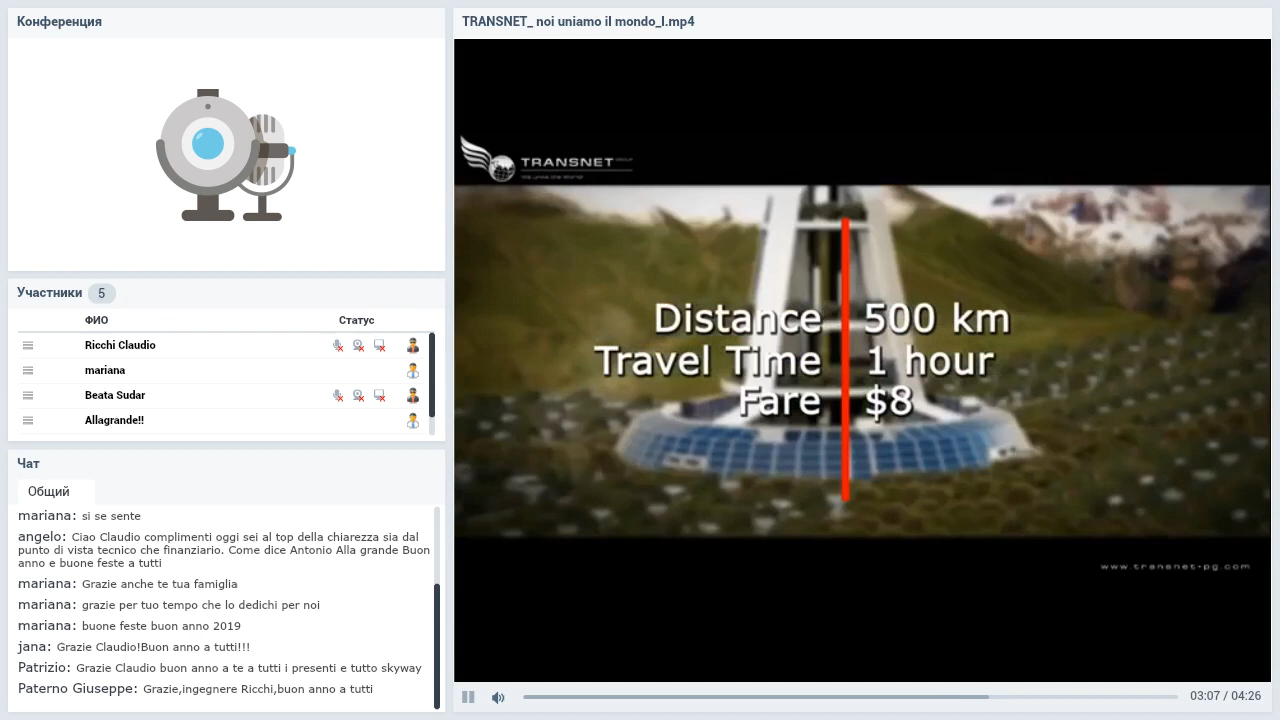 Конференция
Участники 5
ФИО Статус
Ricchi Claudio
mariana
Beata Sudar
Allagrande!!
Чат
Общий
mariana: si se sente
angelo: Ciao Claudio complimenti oggi sei al top della chiarezza sia dal
punto di vista tecnico che finanziario. Come dice Antonio Alla grande Buon
anno e buone feste a tutti
mariana: Grazie anche te tua famiglia
mariana: grazie per tuo tempo che lo dedichi per noi
mariana: buone feste buon anno 2019
jana: Grazie Claudio!Buon anno a tutti!!!
Patrizio: Grazie Claudio buon anno a te a tutti i presenti e tutto skyway
Paterno Giuseppe: Grazie,ingegnere Ricchi,buon anno a tutti
TRANSNET_ noi uniamo il mondo_I.mp4
TRANSNET
Distance 500 km
Travel Time 1 hour
Fare $8
www.transnet-pg.com
03:07 / 04:26